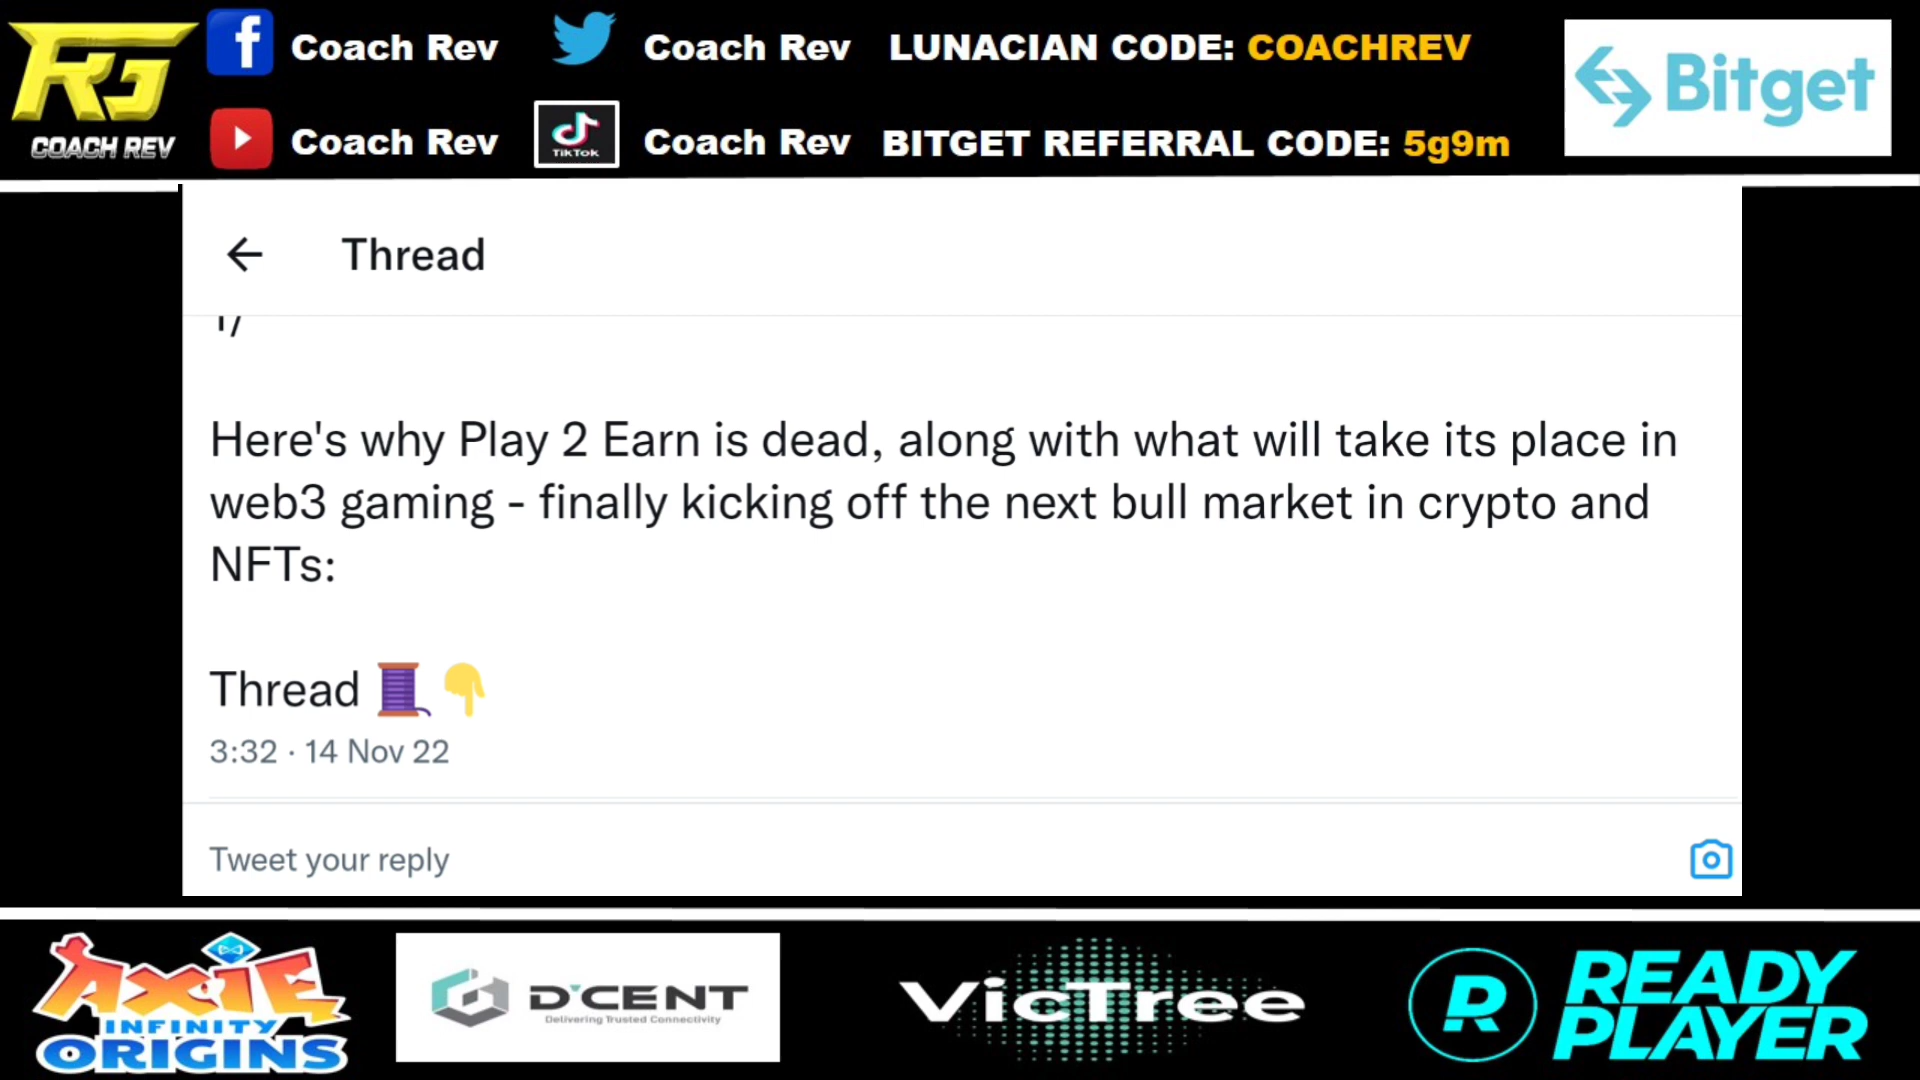 RG
COACH REV
f Coach Rev
Coach Rev
LUNACIAN CODE: COACHREV
Bitget
Coach Rev
TikTok
Coach Rev
BITGET REFERRAL CODE: 5g9m
← Thread
1/
Here's why Play 2 Earn is dead, along with what will take its place in
web3 gaming - finally kicking off the next bull market in crypto and
NFTs:
Thread 🧵👇
3:32 · 14 Nov 22
Tweet your reply
AXIE
INFINITY
ORIGINS
D'CENT
Delivering Trusted Connectivity
VicTree
R
READY
PLAYER